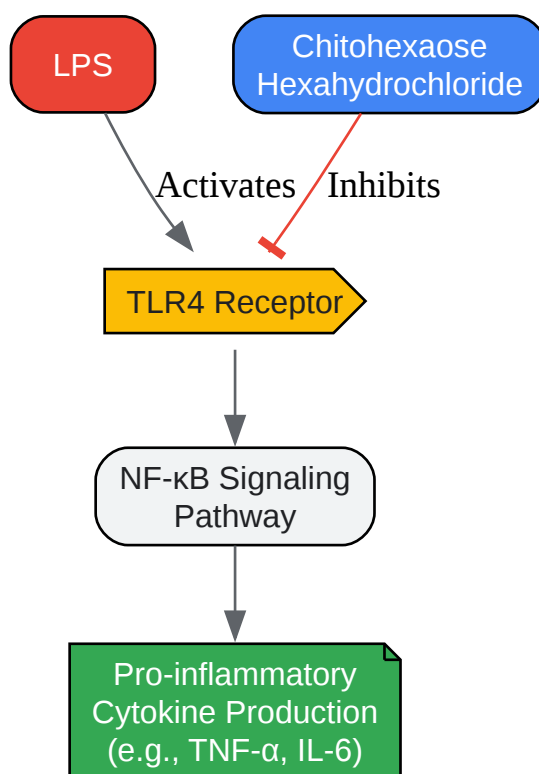 LPS
Chitohexaose
Hexahydrochloride
Activates
Inhibits
TLR4 Receptor
NF-κB Signaling
Pathway
Pro-inflammatory
Cytokine Production
(e.g., TNF-α, IL-6)